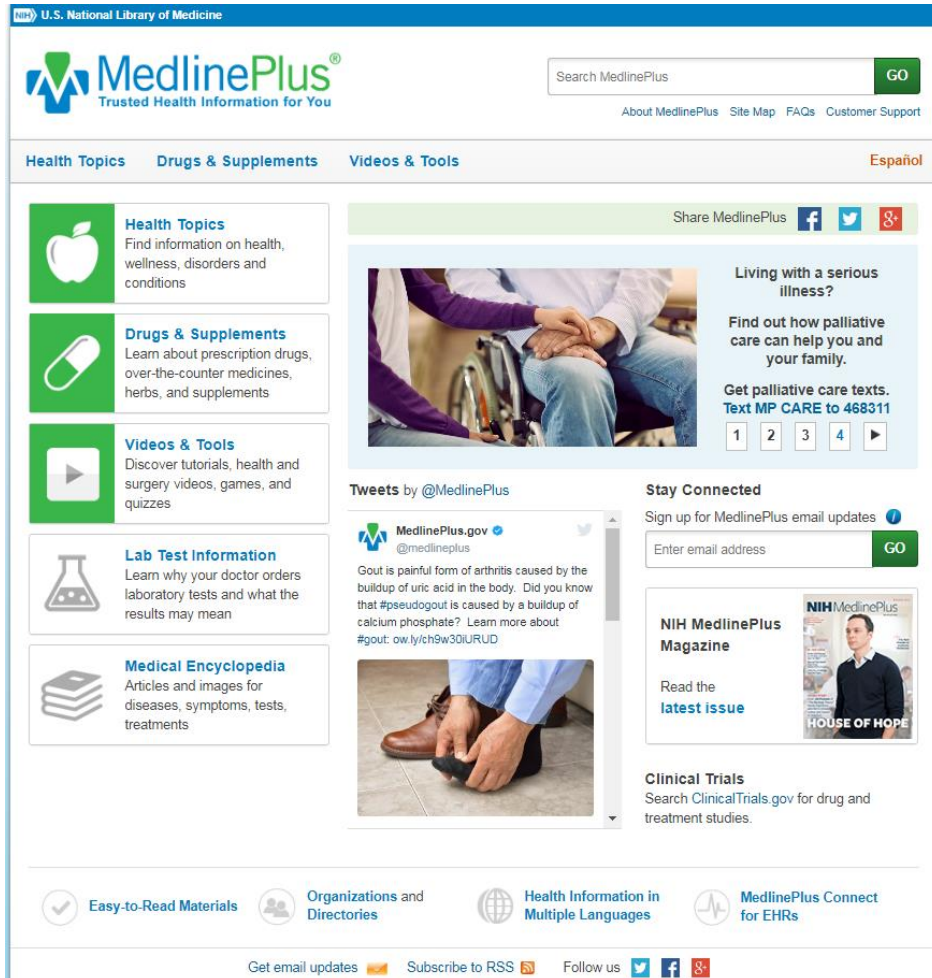 NIH U.S. National Library of Medicine
MedlinePlus®
Trusted Health Information for You
Search MedlinePlus
GO
About MedlinePlus Site Map FAQs Customer Support
Health Topics Drugs & Supplements Videos & Tools Español
Health Topics
Find information on health,
wellness, disorders and
conditions
Drugs & Supplements
Learn about prescription drugs,
over-the-counter medicines,
herbs, and supplements
Videos & Tools
Discover tutorials, health and
surgery videos, games, and
quizzes
Lab Test Information
Learn why your doctor orders
laboratory tests and what the
results may mean
Medical Encyclopedia
Articles and images for
diseases, symptoms, tests,
treatments
Share MedlinePlus
Living with a serious
illness?
Find out how palliative
care can help you and
your family.
Get palliative care texts.
Text MP CARE to 468311
1 2 3 4
Tweets by @MedlinePlus
MedlinePlus.gov
@medlineplus
Gout is painful form of arthritis caused by the
buildup of uric acid in the body. Did you know
that #pseudogout is caused by a buildup of
calcium phosphate? Learn more about
#gout: ow.ly/ch9w30iURUD
Stay Connected
Sign up for MedlinePlus email updates
Enter email address
GO
NIH MedlinePlus
Magazine
Read the
latest issue
NIH MedlinePlus
HOUSE OF HOPE
Clinical Trials
Search ClinicalTrials.gov for drug and
treatment studies.
Easy-to-Read Materials
Organizations and
Directories
Health Information in
Multiple Languages
MedlinePlus Connect
for EHRs
Get email updates Subscribe to RSS Follow us